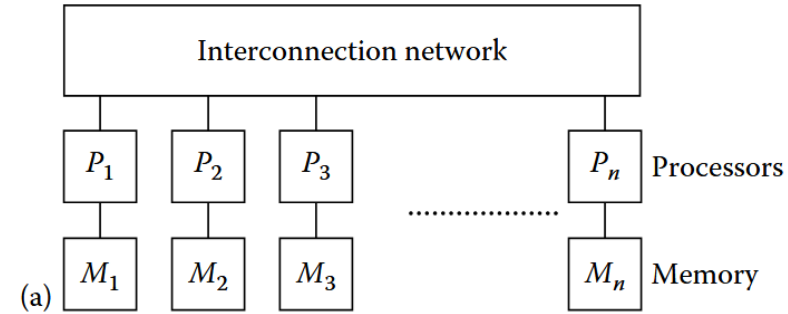 Interconnection network
P1 P2 P3 Pn Processors
M1 M2 M3 Mn Memory
(a)